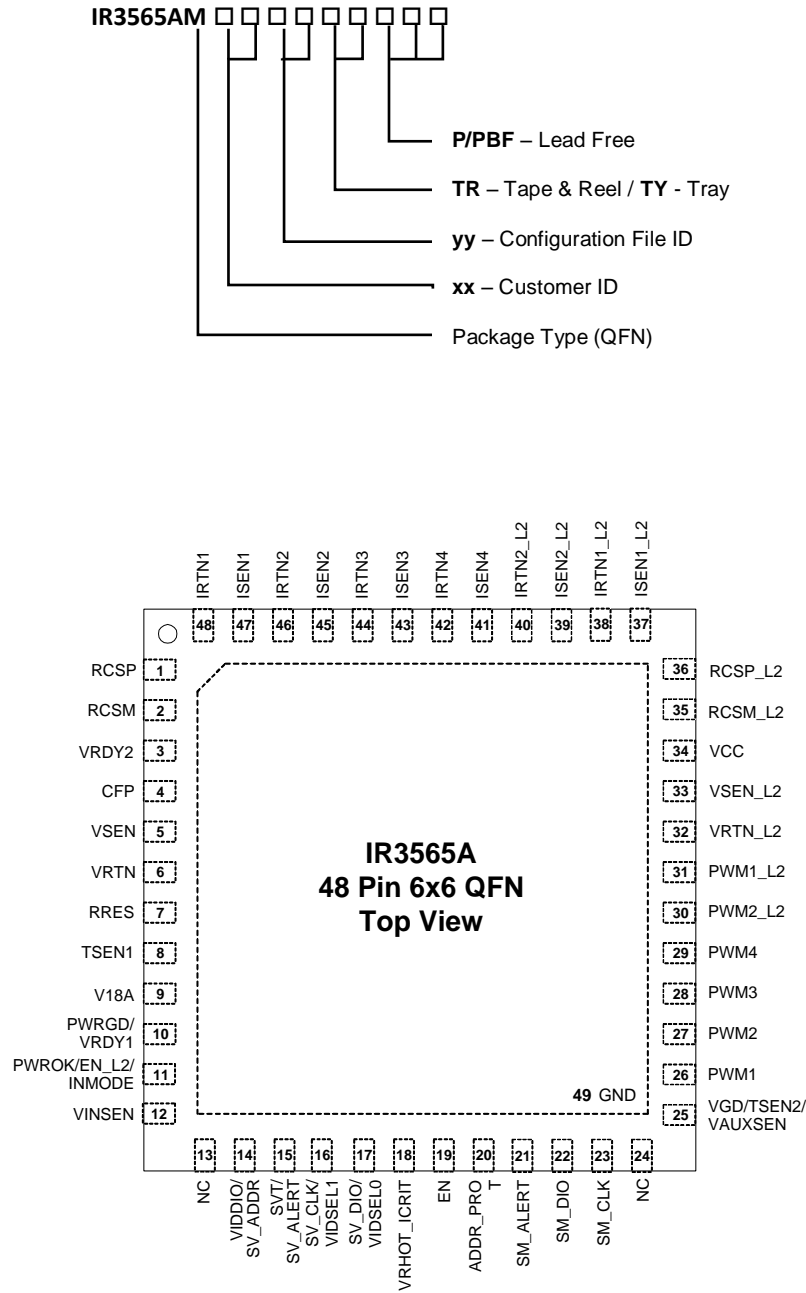 IR3565AM □ □ □ □ □ □ □ □ □
P/PBF – Lead Free
TR – Tape & Reel / TY - Tray
yy – Configuration File ID
xx – Customer ID
Package Type (QFN)
IRTN1
ISEN1
IRTN2
ISEN2
IRTN3
ISEN3
IRTN4
ISEN4
IRTN2_L2
ISEN2_L2
IRTN1_L2
ISEN1_L2
48 47 46 45 44 43 42 41 40 39 38 37
RCSP 1
RCSM 2
VRDY2 3
CFP 4
VSEN 5
VRTN 6
RRES 7
TSEN1 8
V18A 9
PWRGD/
VRDY1
10
PWROK/EN_L2/
INMODE
11
VINSEN 12
IR3565A
48 Pin 6x6 QFN
Top View
49 GND
36 RCSP_L2
35 RCSM_L2
34 VCC
33 VSEN_L2
32 VRTN_L2
31 PWM1_L2
30 PWM2_L2
29 PWM4
28 PWM3
27 PWM2
26 PWM1
25
VGD/TSEN2/
VAUXSEN
13 14 15 16 17 18 19 20 21 22 23 24
NC
VIDDIO/
SV_ADDR
SVT/
SV_ALERT
SV_CLK/
VIDSEL1
SV_DIO/
VIDSEL0
VRHOT_ICRIT
EN
ADDR_PRO
T
SM_ALERT
SM_DIO
SM_CLK
NC